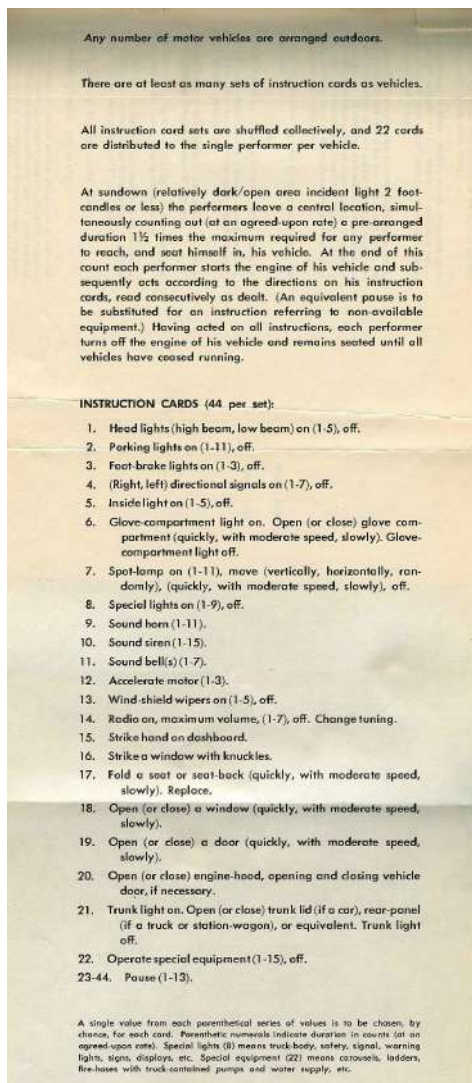 Any number of motor vehicles are arranged outdoors.
There are at least as many sets of instruction cards as vehicles.
All instruction card sets are shuffled collectively, and 22 cards
are distributed to the single performer per vehicle.
At sundown (relatively dark/open area incident light 2 foot-
candles or less) the performers leave a central location, simul-
taneously counting out (at an agreed-upon rate) a pre-arranged
duration 1½ times the maximum required for any performer
to reach, and seat himself in, his vehicle. At the end of this
count each performer starts the engine of his vehicle and sub-
sequently acts according to the directions on his instruction
cards, read consecutively as dealt. (An equivalent pause is to
be substituted for an instruction referring to non-available
equipment.) Having acted on all instructions, each performer
turns off the engine of his vehicle and remains seated until all
vehicles have ceased running.
INSTRUCTION CARDS (44 per set):
1. Head lights (high beam, low beam) on (1-5), off.
2. Parking lights on (1-11), off.
3. Foot-brake lights on (1-3), off.
4. (Right, left) directional signals on (1-7), off.
5. Inside light on (1-5), off.
6. Glove-compartment light on. Open (or close) glove com-
partment (quickly, with moderate speed, slowly). Glove-
compartment light off.
7. Spot-lamp on (1-11), move (vertically, horizontally, ran-
domly), (quickly, with moderate speed, slowly), off.
8. Special lights on (1-9), off.
9. Sound horn (1-11).
10. Sound siren (1-15).
11. Sound bell(s) (1-7).
12. Accelerate motor (1-3).
13. Wind-shield wipers on (1-5), off.
14. Radio on, maximum volume, (1-7), off. Change tuning.
15. Strike hand on dashboard.
16. Strike a window with knuckles.
17. Fold a seat or seat-back (quickly, with moderate speed,
slowly). Replace.
18. Open (or close) a window (quickly, with moderate speed,
slowly).
19. Open (or close) a door (quickly, with moderate speed,
slowly).
20. Open (or close) engine-hood, opening and closing vehicle
door, if necessary.
21. Trunk light on. Open (or close) trunk lid (if a car), rear-panel
(if a truck or station-wagon), or equivalent. Trunk light
off.
22. Operate special equipment (1-15), off.
23-44. Pause (1-13).
A single value from each parenthetical series of values is to be chosen, by
chance, for each card. Parenthetic numerals indicate duration in counts (at an
agreed-upon rate). Special lights (8) means truck-body, safety, signal, warning
lights, signs, displays, etc. Special equipment (22) means carousels, ladders,
fire-hoses with truck-contained pumps and water supply, etc.